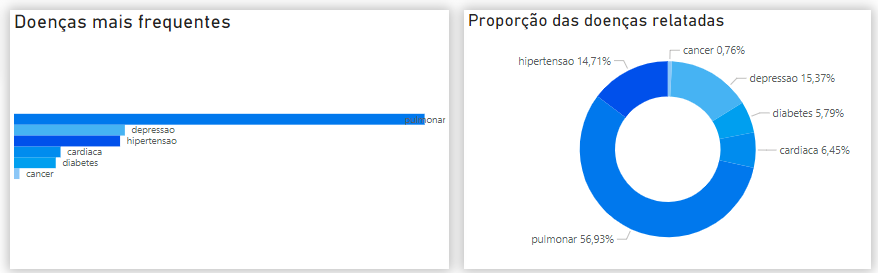 Doenças mais frequentes
pulmonar
depressao
hipertensao
cardiaca
diabetes
cancer
Proporção das doenças relatadas
cancer 0,76%
hipertensao 14,71%
depressao 15,37%
diabetes 5,79%
cardiaca 6,45%
pulmonar 56,93%